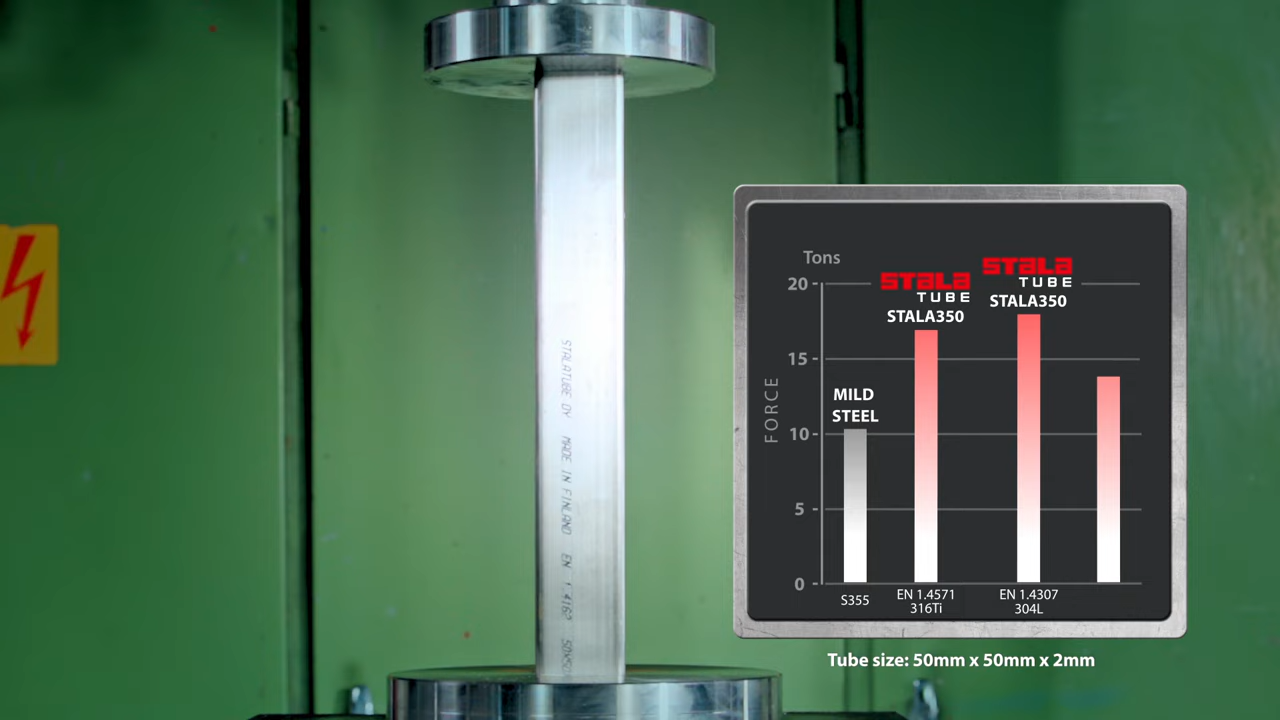 STALATUBE OY MADE IN FINLAND EN 1.4162 50X50
Tons
20
STALA
TUBE
STALA350
STALA
TUBE
STALA350
15
MILD
STEEL
FORCE
10
5
0
S355
EN 1.4571
316Ti
EN 1.4307
304L
Tube size: 50mm x 50mm x 2mm